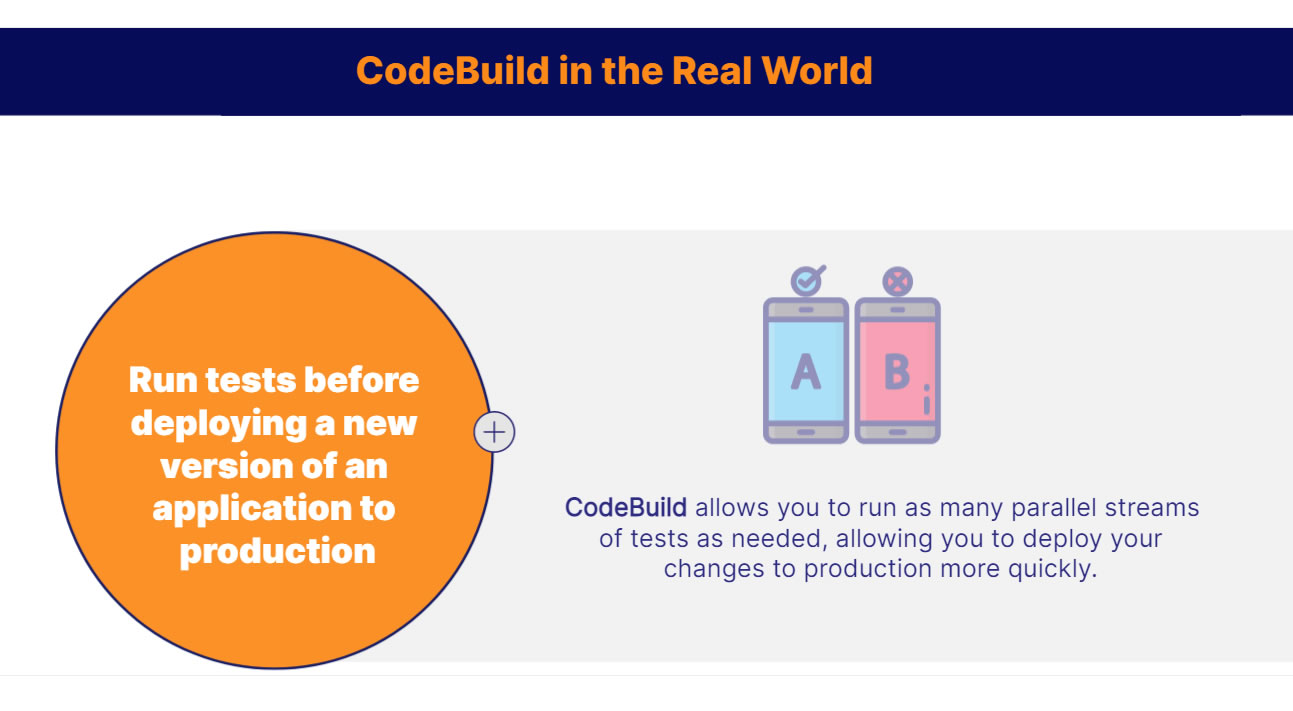 CodeBuild in the Real World
Run tests before
deploying a new
version of an
application to
production
A
B
CodeBuild allows you to run as many parallel streams
of tests as needed, allowing you to deploy your
changes to production more quickly.